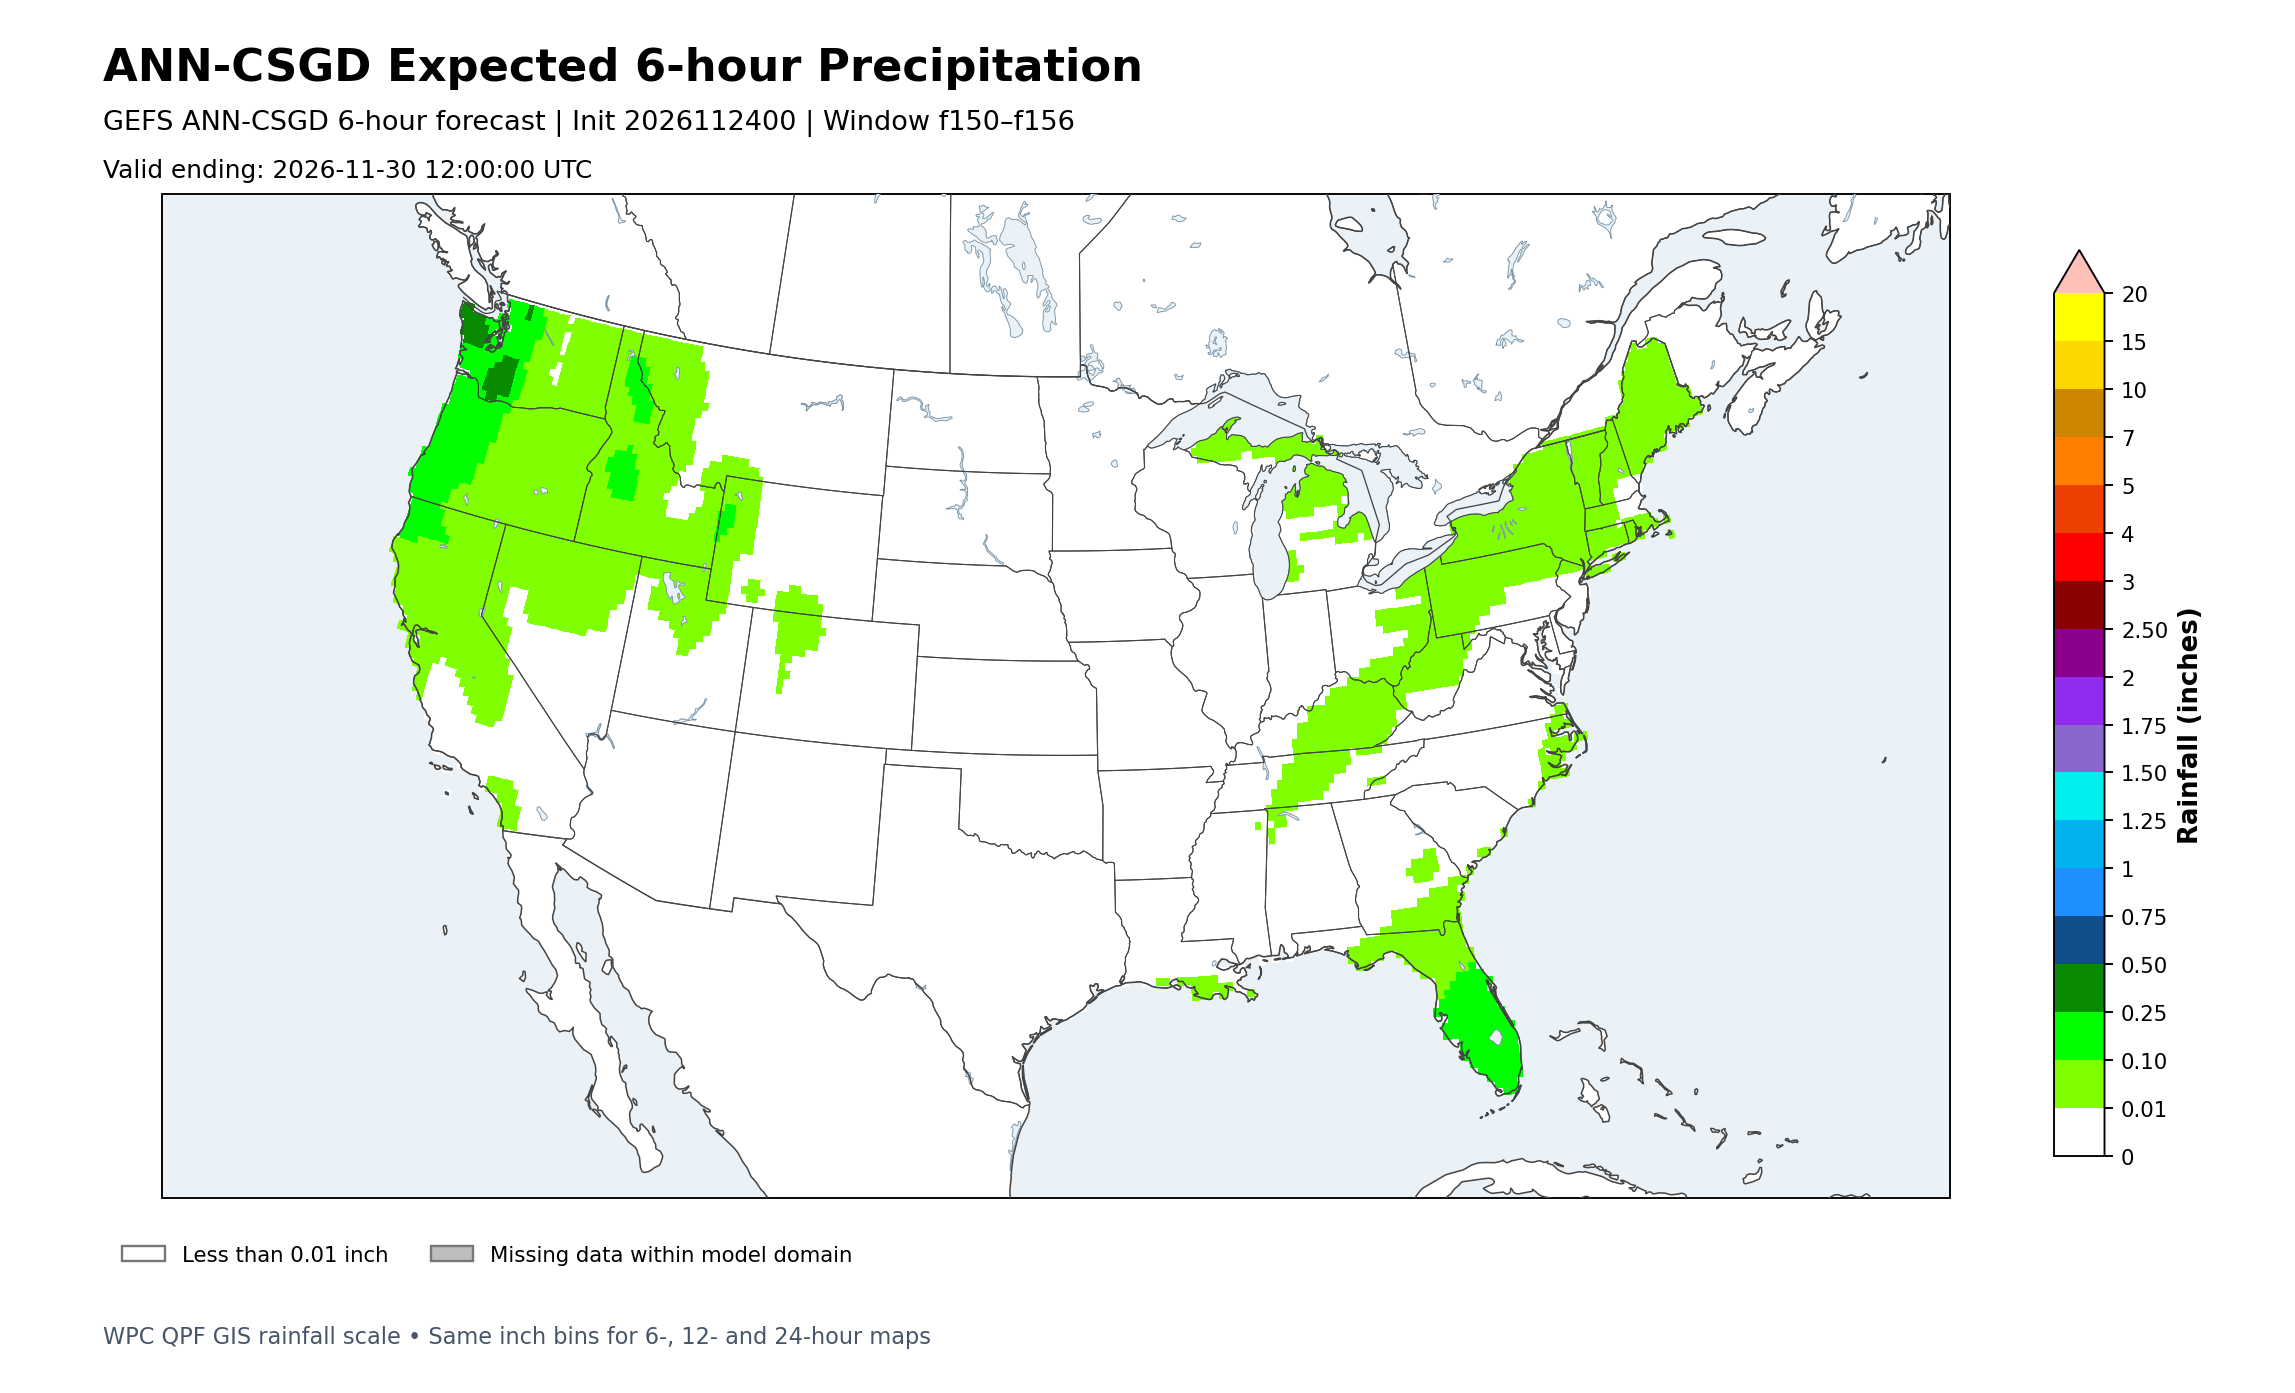 ANN-CSGD Expected 6-hour Precipitation
GEFS ANN-CSGD 6-hour forecast | Init 2026112400 | Window f150–f156
Valid ending: 2026-11-30 12:00:00 UTC
20
15
10
7
5
4
3
2.50
2
1.75
1.50
1.25
1
0.75
0.50
0.25
0.10
0.01
0
Rainfall (inches)
Less than 0.01 inch
Missing data within model domain
WPC QPF GIS rainfall scale • Same inch bins for 6-, 12- and 24-hour maps